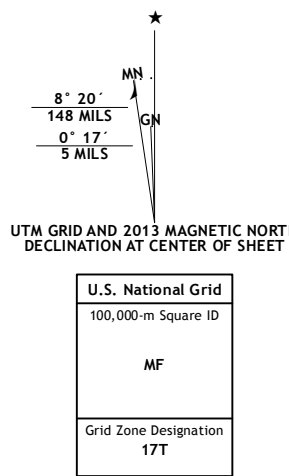 ★
MN
GN
8° 20´
148 MILS
0° 17´
5 MILS
UTM GRID AND 2013 MAGNETIC NORT
DECLINATION AT CENTER OF SHEET
U.S. National Grid
100,000-m Square ID
MF
Grid Zone Designation
17T